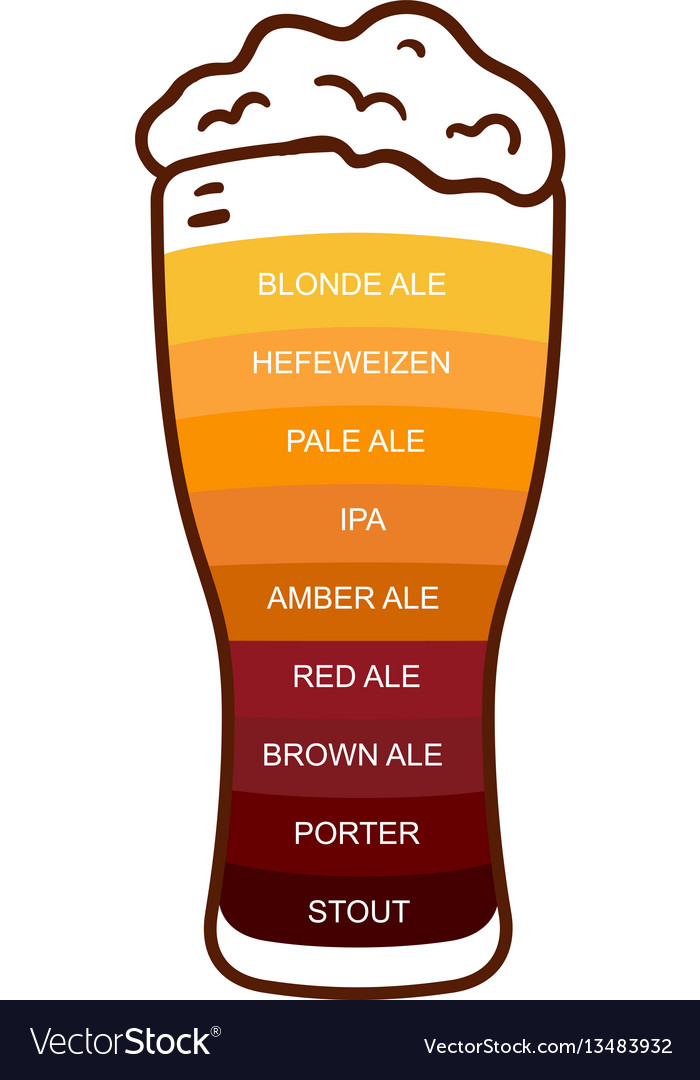 BLONDE ALE
HEFEWEIZEN
PALE ALE
IPA
AMBER ALE
RED ALE
BROWN ALE
PORTER
STOUT
VectorStock®
VectorStock.com/13483932